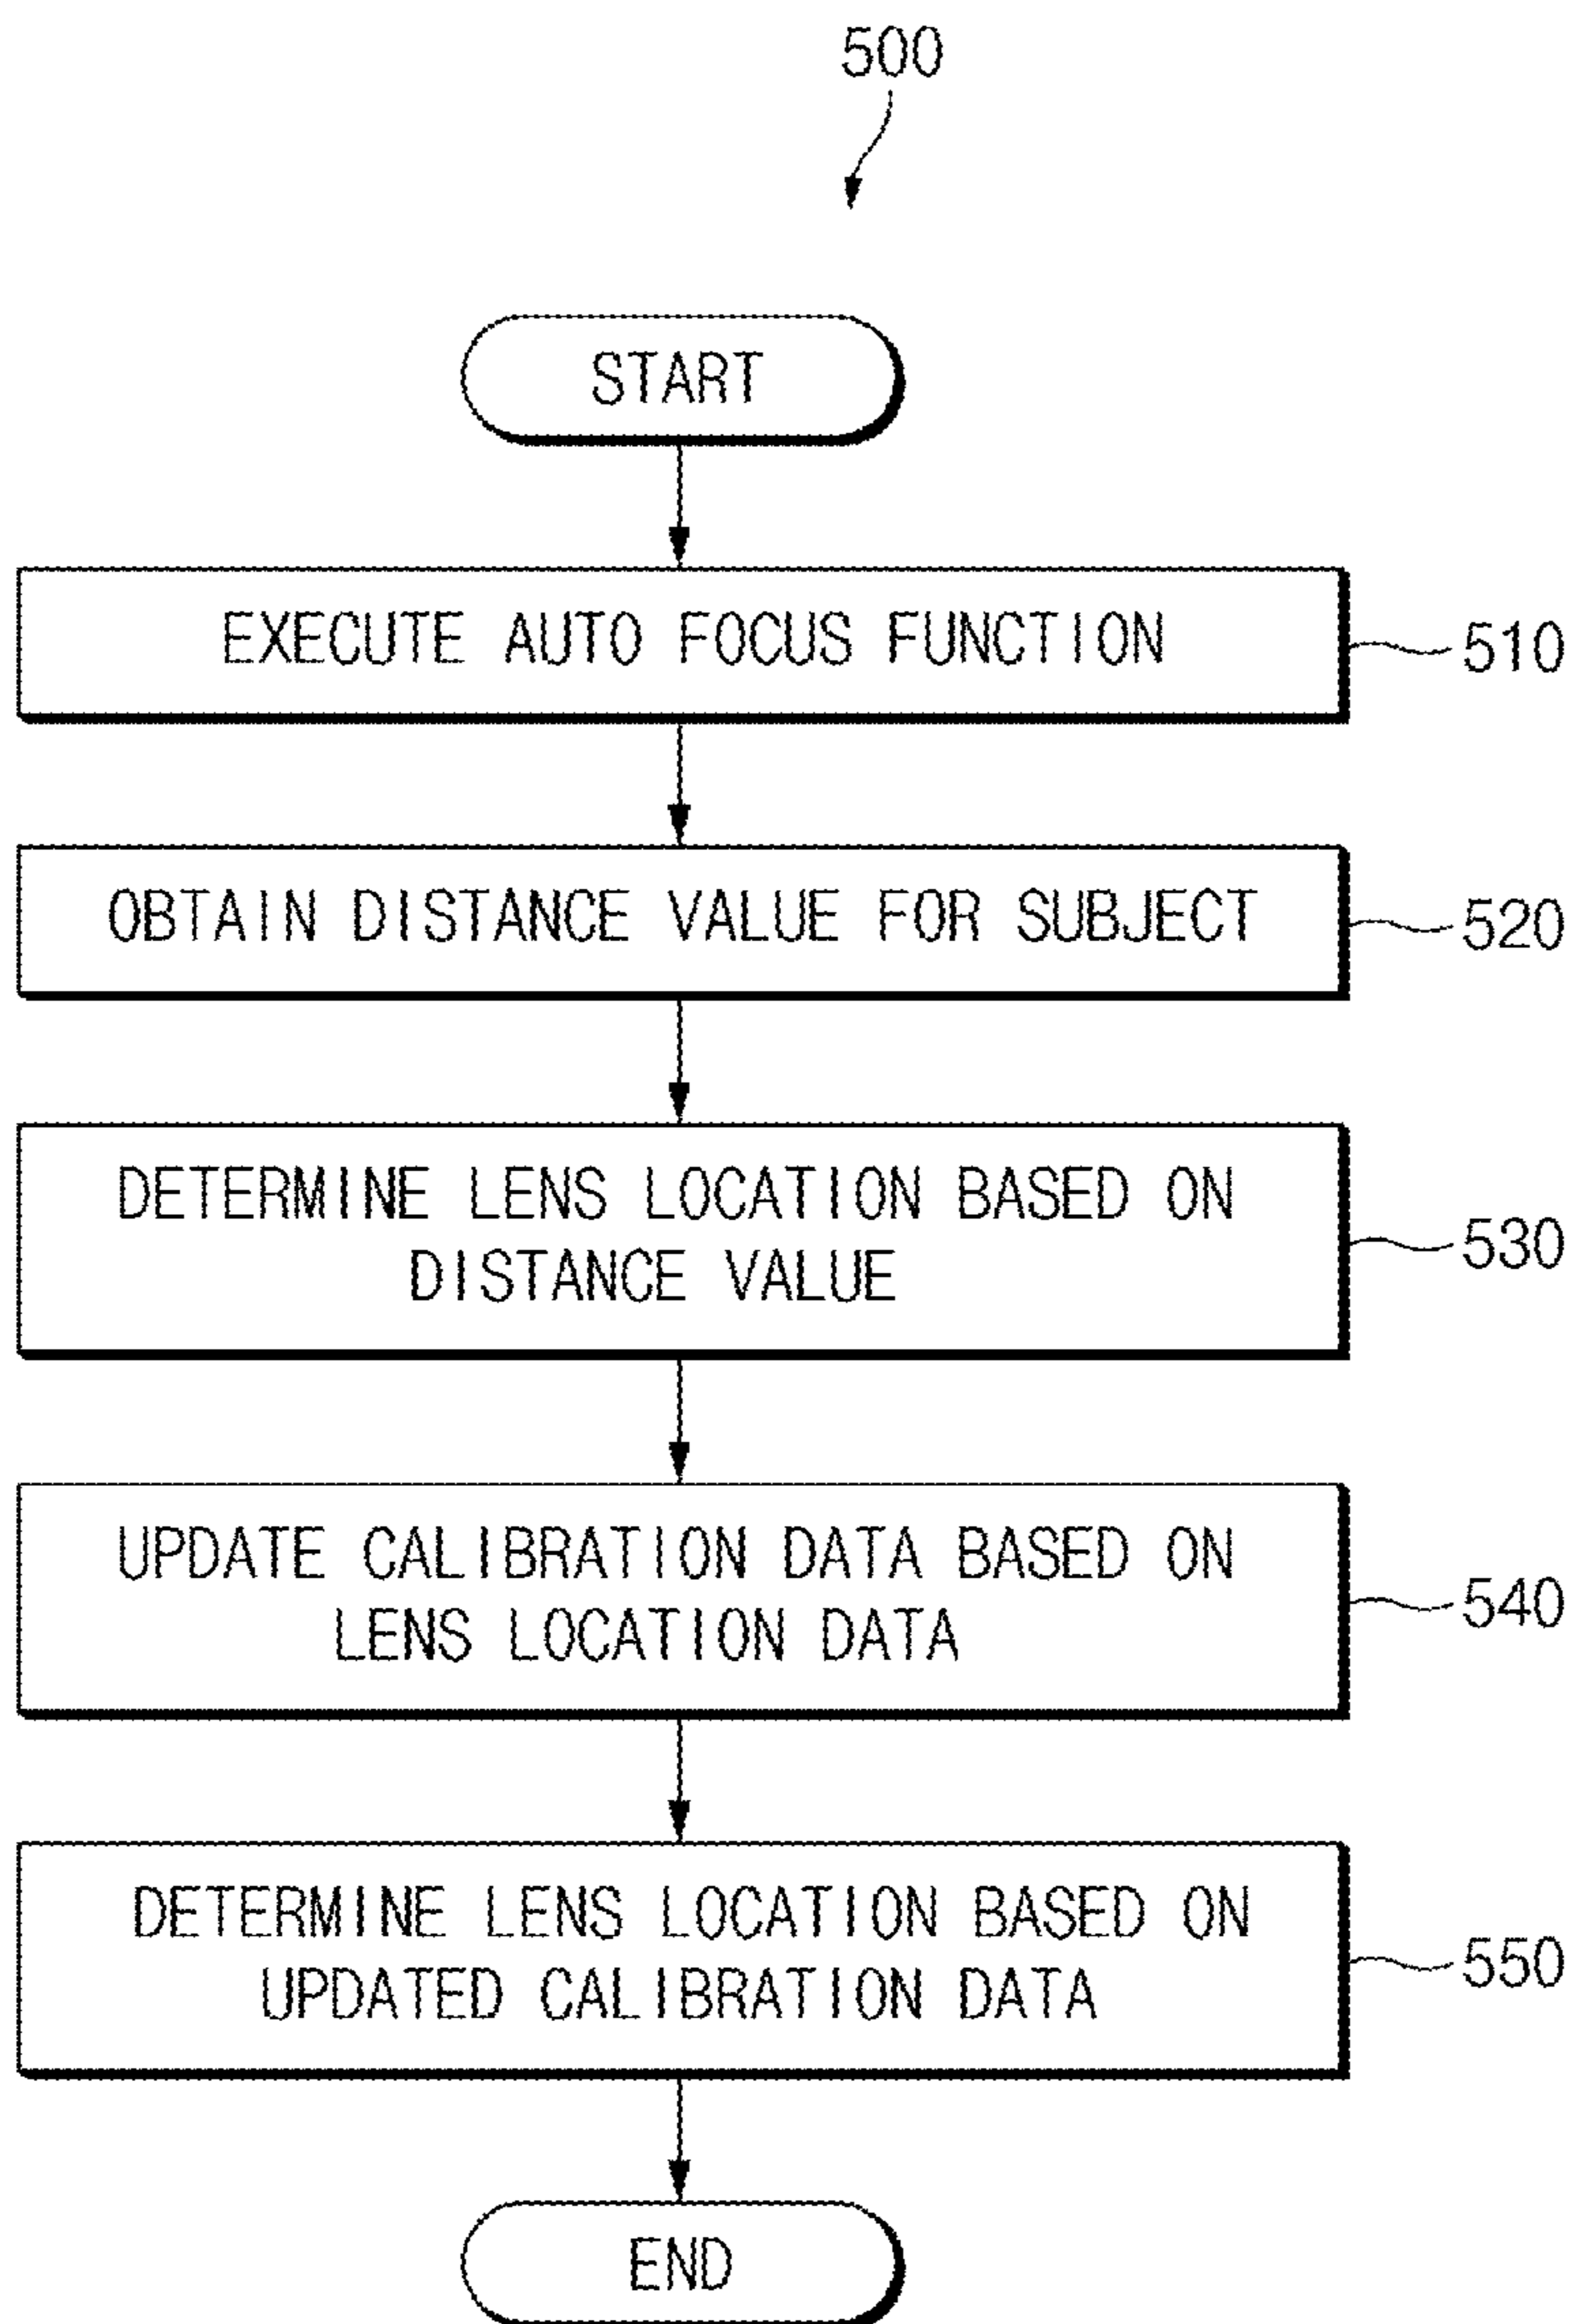 500
START
EXECUTE AUTO FOCUS FUNCTION
510
OBTAIN DISTANCE VALUE FOR SUBJECT
520
DETERMINE LENS LOCATION BASED ON
DISTANCE VALUE
530
UPDATE CALIBRATION DATA BASED ON
LENS LOCATION DATA
540
DETERMINE LENS LOCATION BASED ON
UPDATED CALIBRATION DATA
550
END